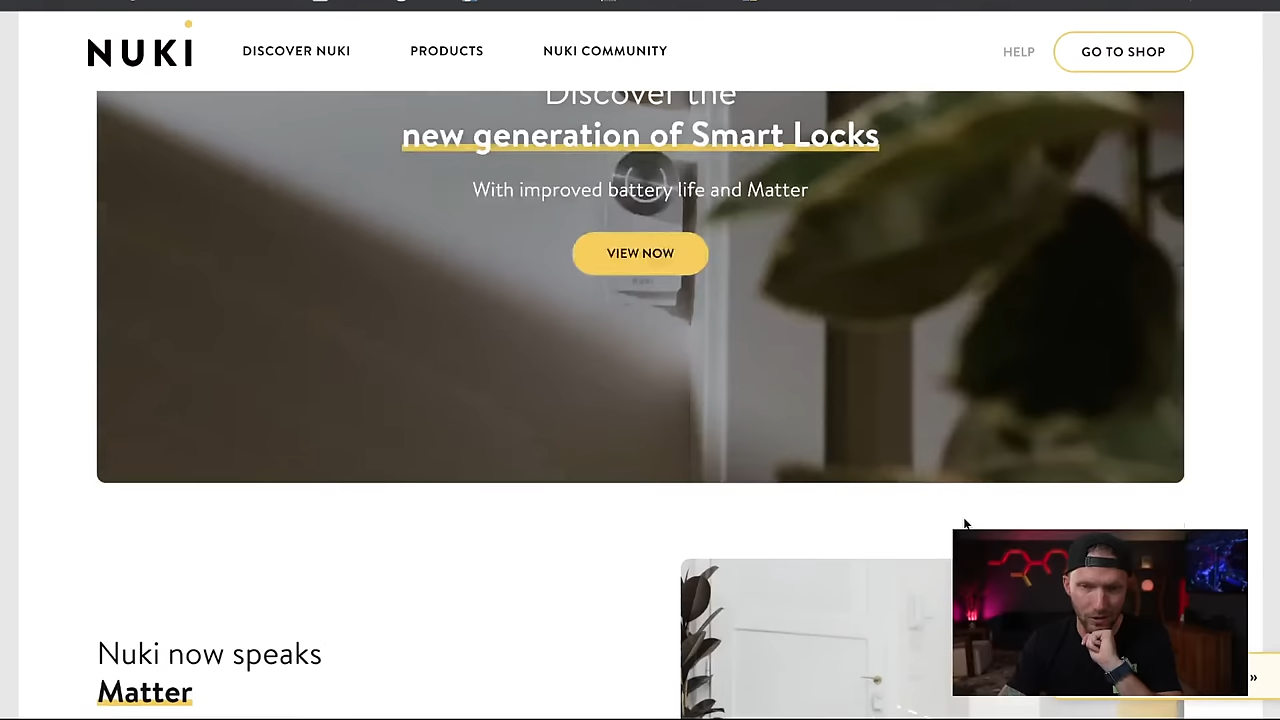 NUKI
DISCOVER NUKI
PRODUCTS
NUKI COMMUNITY
HELP
GO TO SHOP
Discover the
new generation of Smart Locks
With improved battery life and Matter
VIEW NOW
NUKI
Nuki now speaks
Matter
»